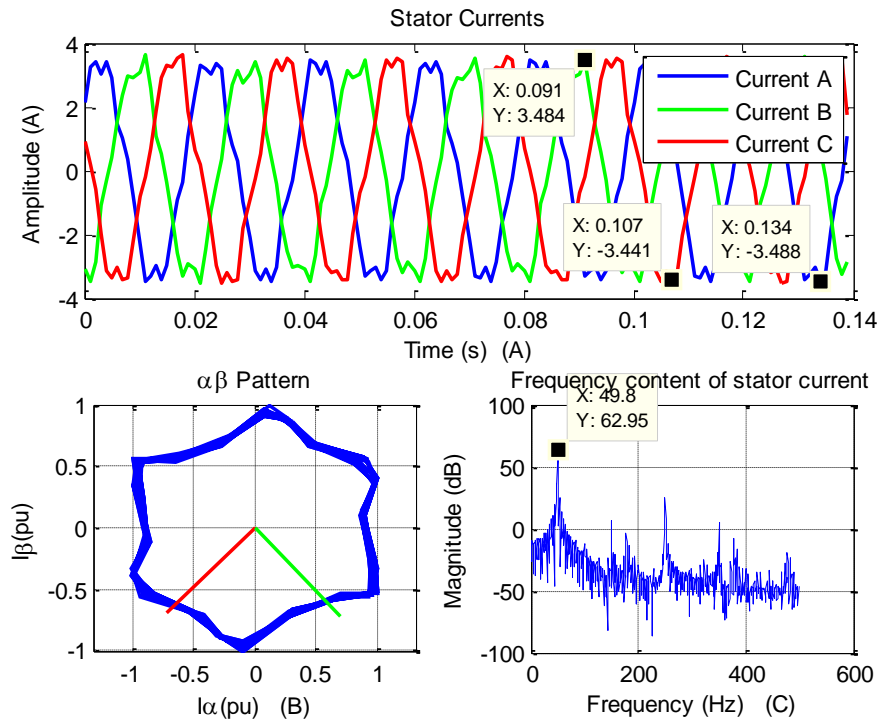 Stator Currents
4
2
0
-2
-4
Amplitude (A)
X: 0.091
Y: 3.484
Current A
Current B
Current C
X: 0.107
Y: -3.441
X: 0.134
Y: -3.488
0 0.02 0.04 0.06 0.08 0.1 0.12 0.14
Time (s) (A)
αβ Pattern
1
0.5
0
-0.5
-1
Iβ(pu)
-1 -0.5 0 0.5 1
Iα(pu) (B)
Frequency content of stator current
X: 49.8
Y: 62.95
100
50
0
-50
-100
Magnitude (dB)
0 200 400 600
Frequency (Hz) (C)